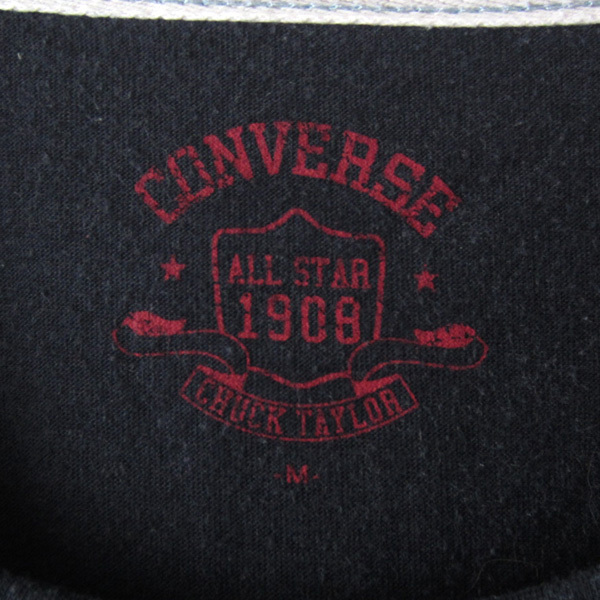 CONVERSE
ALL STAR
1908
CHUCK TAYLOR
-M-